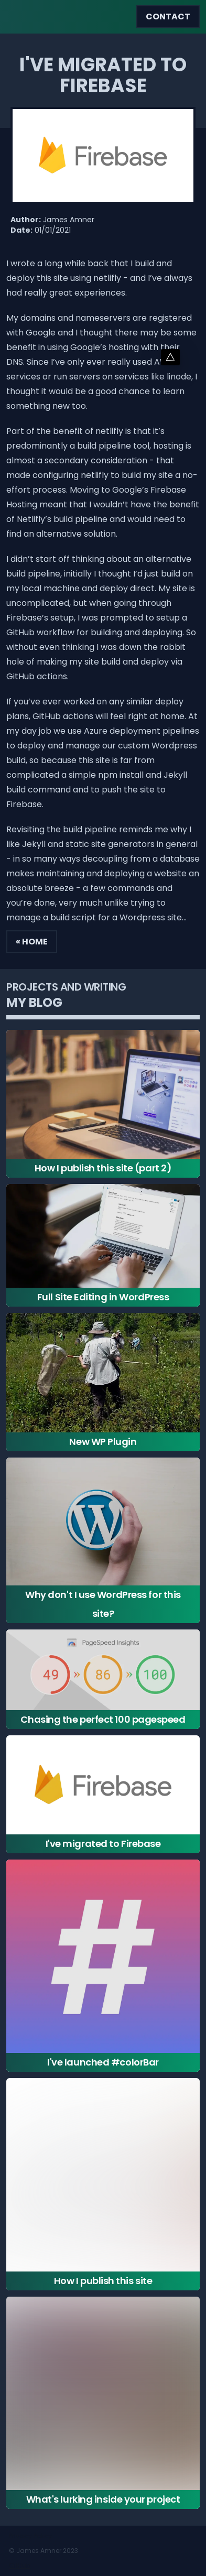 CONTACT
I'VE MIGRATED TO
FIREBASE
Firebase
Author: James Amner
Date: 01/01/2021
I wrote a long while back that I build and
deploy this site using netlify - and I've always
had really great experiences.
My domains and nameservers are registered
with Google and I thought there may be some
benefit in using Google's hosting with their
DNS. Since I've only ever really used
services or run servers on services like linode, I
thought it would be a good chance to learn
something new too.
Part of the benefit of netlify is that it's
predominantly a build pipeline tool, hosting is
almost a secondary consideration - that
made configuring netlify to build my site a no-
effort process. Moving to Google's Firebase
Hosting meant that I wouldn't have the benefit
of Netlifly's build pipeline and would need to
find an alternative solution.
I didn't start off thinking about an alternative
build pipeline, initially I thought I'd just build on
my local machine and deploy direct. My site is
uncomplicated, but when going through
Firebase's setup, I was prompted to setup a
GitHub workflow for building and deploying. So
without even thinking I was down the rabbit
hole of making my site build and deploy via
GitHub actions.
If you've ever worked on any similar deploy
plans, GitHub actions will feel right at home. At
my day job we use Azure deployment pipelines
to deploy and manage our custom Wordpress
build, so because this site is far from
complicated a simple npm install and Jekyll
build command and to push the site to
Firebase.
Revisiting the build pipeline reminds me why I
like Jekyll and static site generators in general
- in so many ways decoupling from a database
makes maintaining and deploying a website an
absolute breeze - a few commands and
you're done, very much unlike trying to
manage a build script for a Wordpress site...
« HOME
PROJECTS AND WRITING
MY BLOG
How I publish this site (part 2)
Full Site Editing in WordPress
New WP Plugin
Why don't I use WordPress for this
site?
PageSpeed Insights
49 » 86 » 100
Chasing the perfect 100 pagespeed
Firebase
I've migrated to Firebase
#
I've launched #colorBar
How I publish this site
What's lurking inside your project
© James Amner 2023